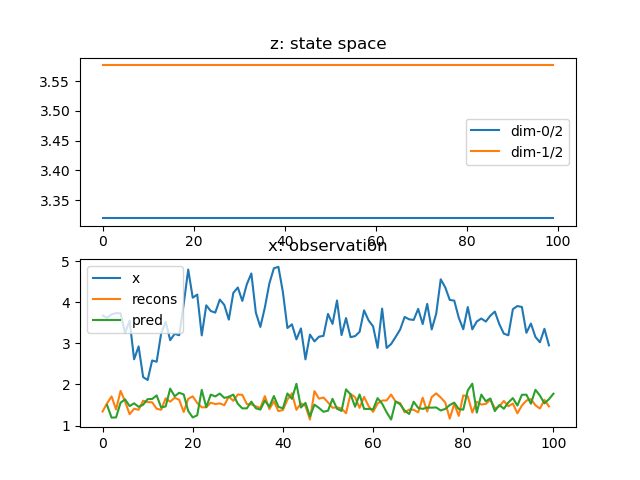 z: state space
3.55
3.50
3.45
3.40
3.35
dim-0/2
dim-1/2
0 20 40 60 80 100
x: observation
5
4
3
2
1
x
recons
pred
0 20 40 60 80 100